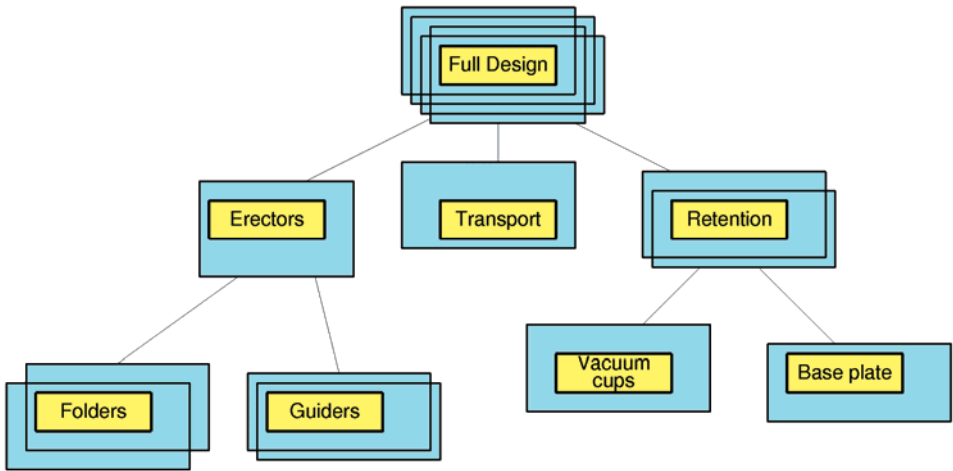 Full Design
Erectors
Transport
Retention
Vacuum
cups
Base plate
Folders
Guiders